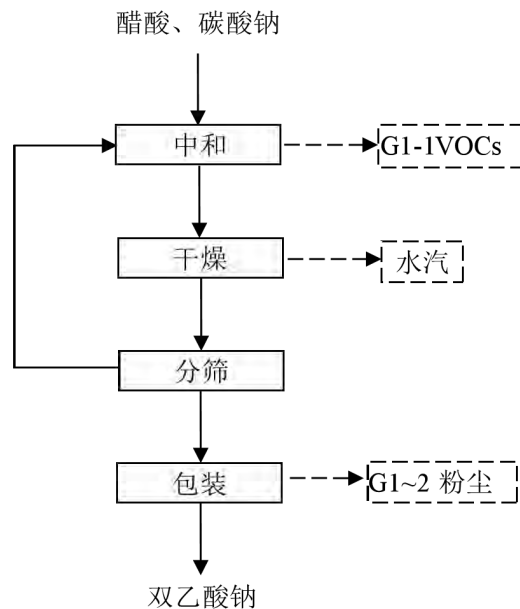 醋酸、碳酸钠
中和
G1-1VOCs
干燥
水汽
分筛
包装
G1~2 粉尘
双乙酸钠